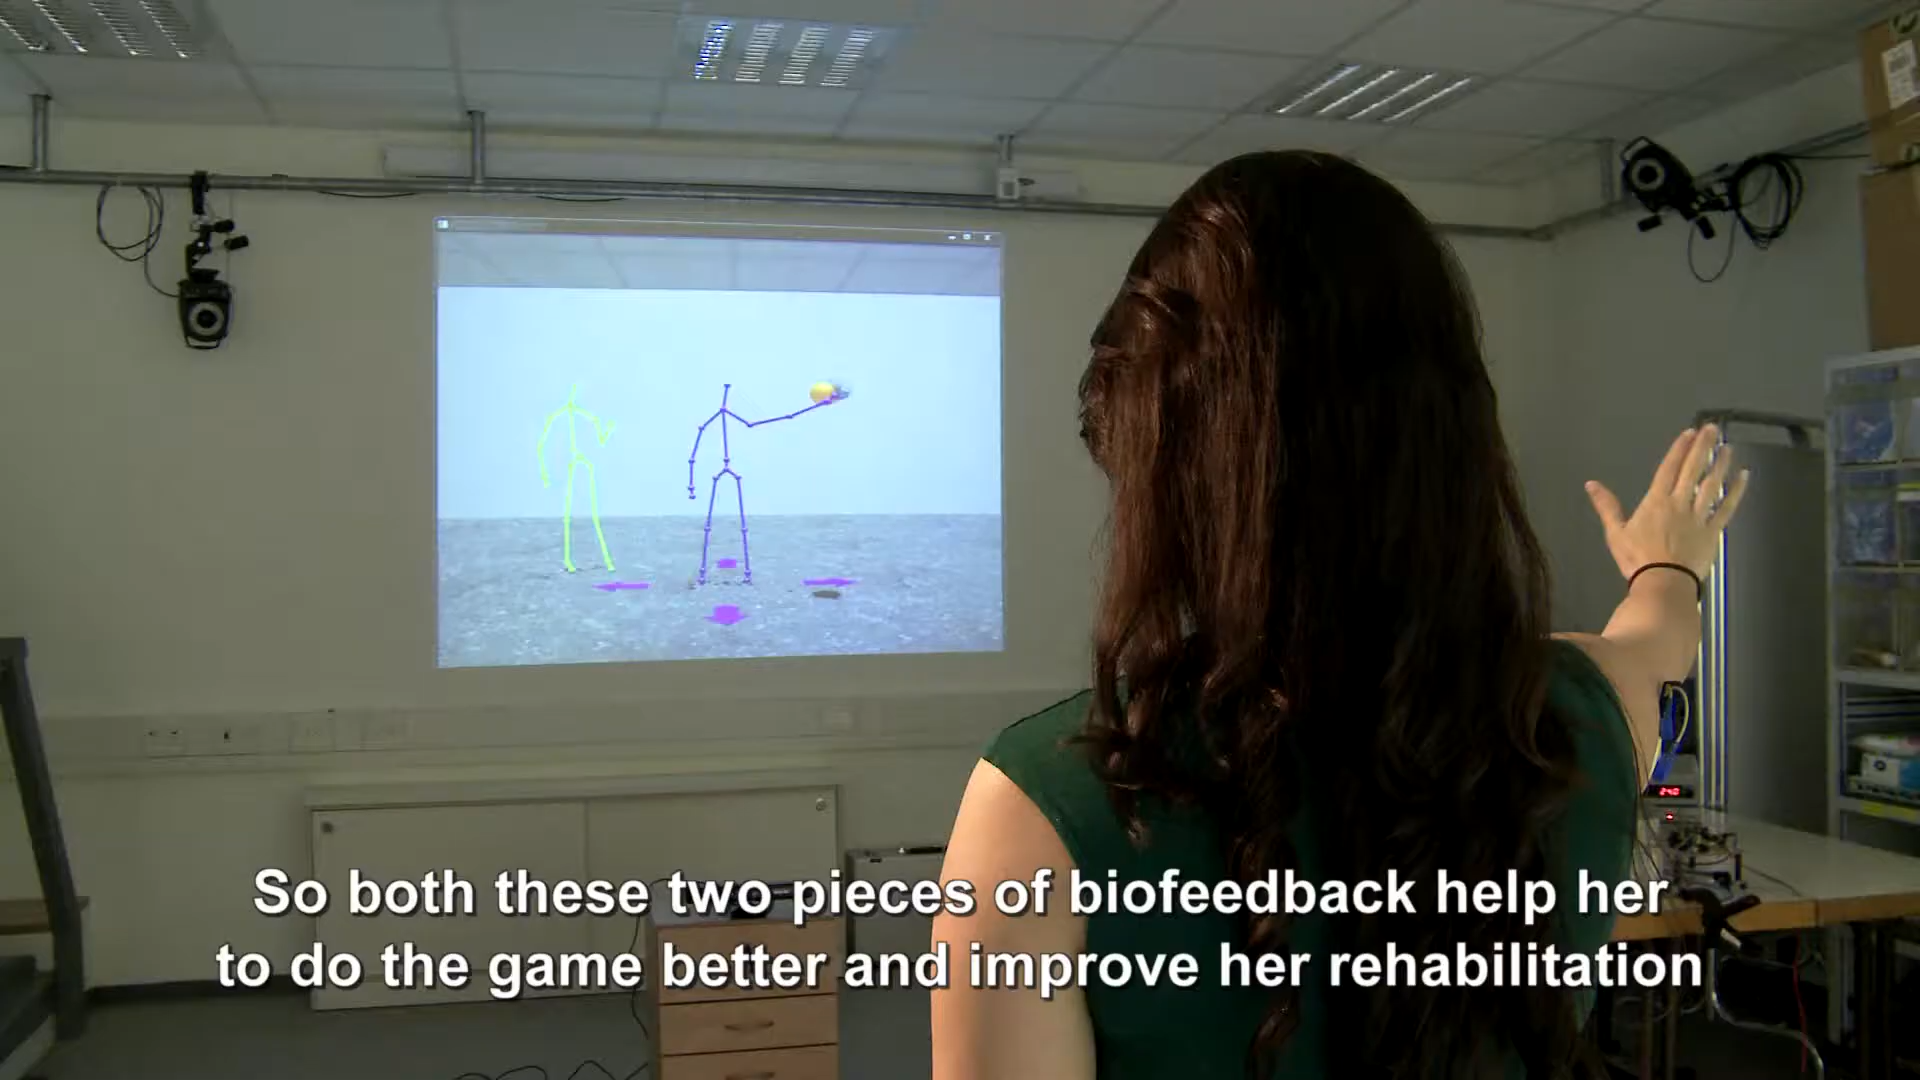 So both these two pieces of biofeedback help her
to do the game better and improve her rehabilitation